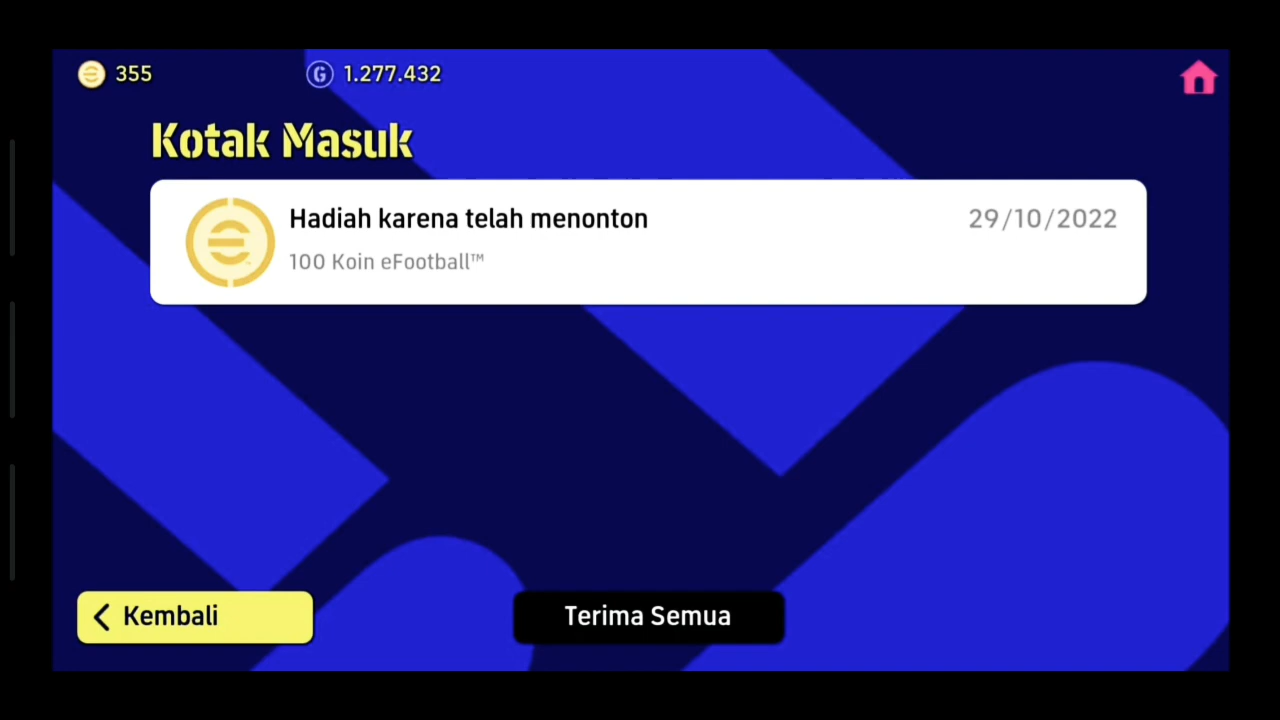 355
G 1.277.432
Kotak Masuk
Hadiah karena telah menonton 29/10/2022
100 Koin eFootball™
Kembali
Terima Semua